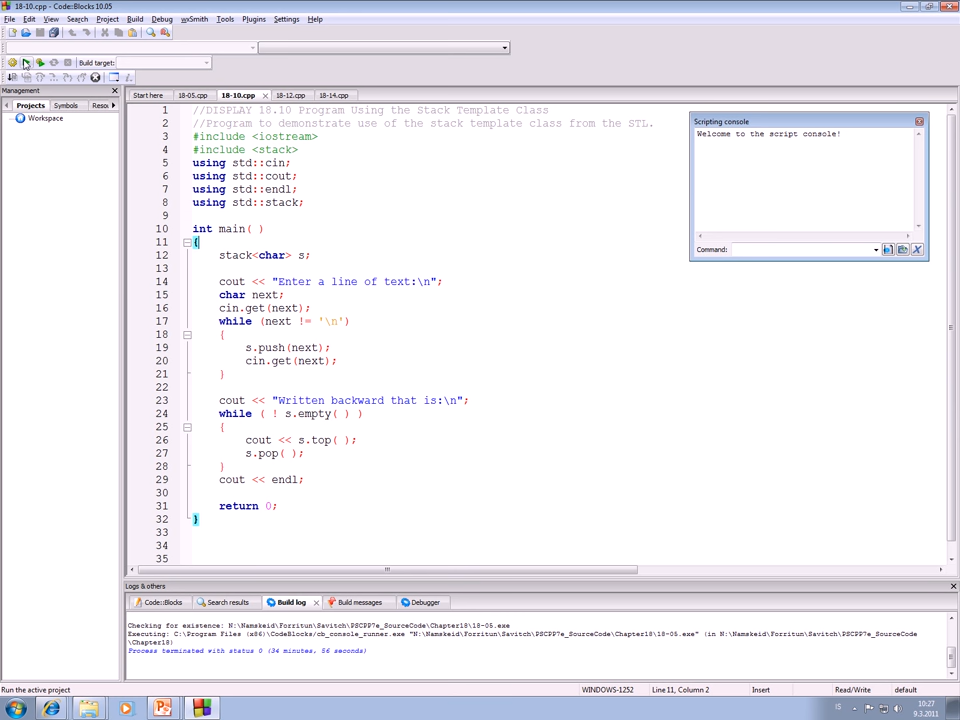 18-10.cpp - Code::Blocks 10.05
File Edit View Search Project Build Debug wxSmith Tools Plugins Settings Help
Build target:
Management
Projects Symbols Resou
Workspace
Start here 18-05.cpp 18-10.cpp 18-12.cpp 18-14.cpp
1 //DISPLAY 18.10 Program Using the Stack Template Class
2 //Program to demonstrate use of the stack template class from the STL.
3 #include <iostream>
4 #include <stack>
5 using std::cin;
6 using std::cout;
7 using std::endl;
8 using std::stack;
9
10 int main( )
11 {
12 stack<char> s;
13
14 cout << "Enter a line of text:\n";
15 char next;
16 cin.get(next);
17 while (next != '\n')
18 {
19 s.push(next);
20 cin.get(next);
21 }
22
23 cout << "Written backward that is:\n";
24 while ( ! s.empty( ) )
25 {
26 cout << s.top( );
27 s.pop( );
28 }
29 cout << endl;
30
31 return 0;
32 }
33
34
35
Scripting console
Welcome to the script console!
Command:
Logs & others
Code::Blocks Search results Build log Build messages Debugger
Checking for existence: N:\Namskeid\Forritun\Savitch\PSCPP7e_SourceCode\Chapter18\18-05.exe
Executing: C:\Program Files (x86)\CodeBlocks/cb_console_runner.exe "N:\Namskeid\Forritun\Savitch\PSCPP7e_SourceCode\Chapter18\18-05.exe" (in N:\Namskeid\Forritun\Savitch\PSCPP7e_SourceCode
\Chapter18)
Process terminated with status 0 (34 minutes, 56 seconds)
Run the active project WINDOWS-1252 Line 11, Column 2 Insert Read/Write default
IS 10:27
9.3.2011